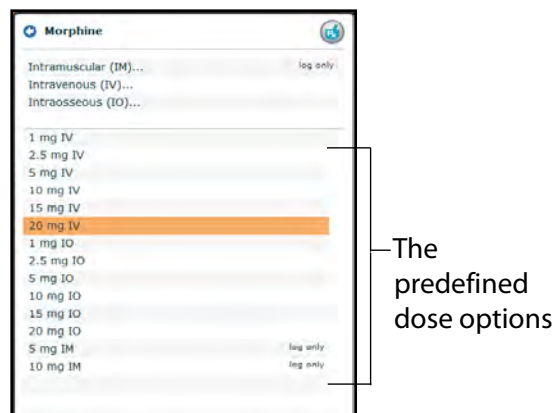 Morphine
Intramuscular (IM)... log only
Intravenous (IV)...
Intraosseous (IO)...
1 mg IV
2.5 mg IV
5 mg IV
10 mg IV
15 mg IV
20 mg IV
1 mg IO
2.5 mg IO
5 mg IO
10 mg IO
15 mg IO
20 mg IO
5 mg IM log only
10 mg IM log only
The
predefined
dose options